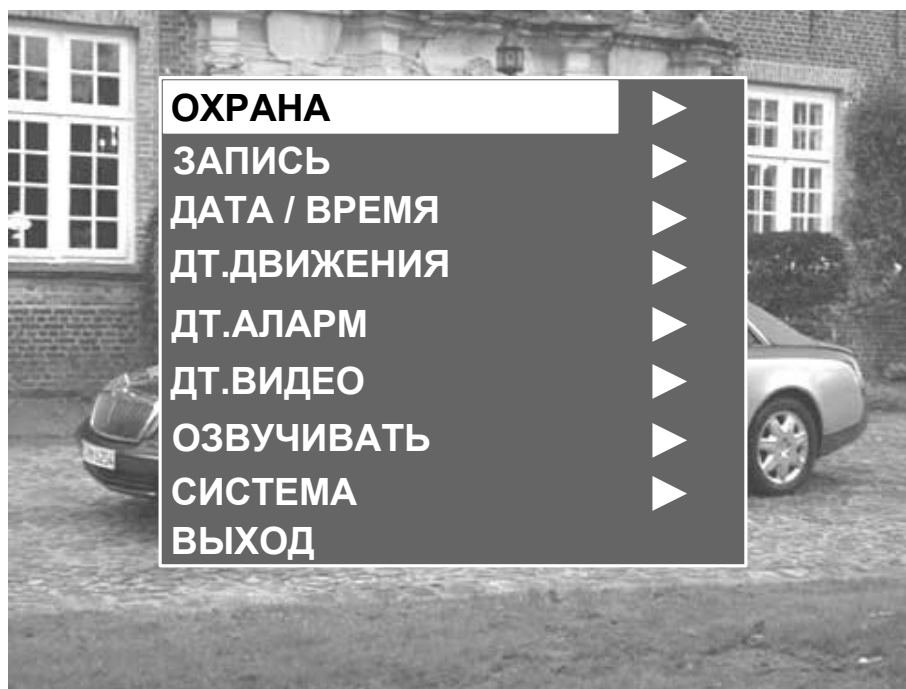 ОХРАНА
ЗАПИСЬ
ДАТА / ВРЕМЯ
ДТ.ДВИЖЕНИЯ
ДТ.АЛАРМ
ДТ.ВИДЕО
ОЗВУЧИВАТЬ
СИСТЕМА
ВЫХОД